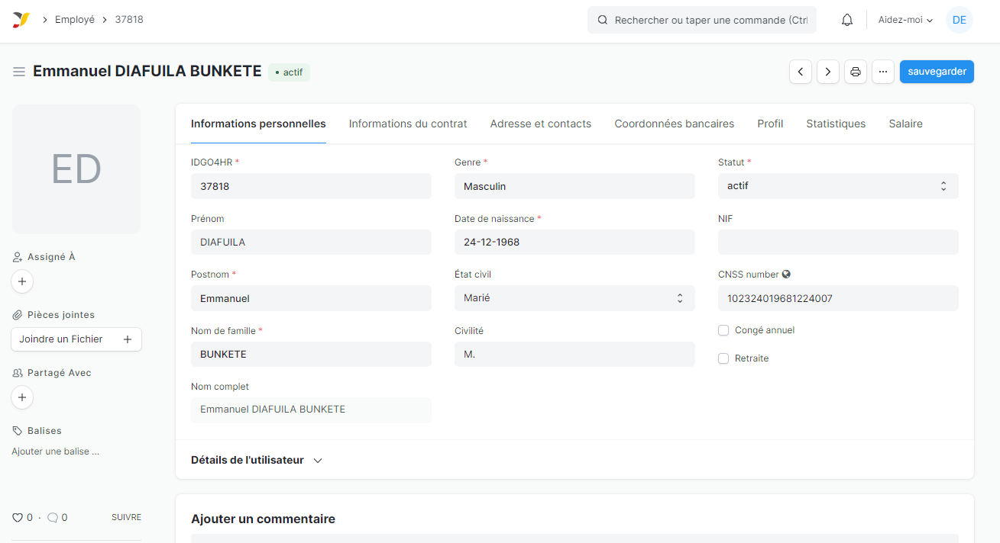 Employé
37818
Rechercher ou taper une commande (Ctrl
Aidez-moi
DE
Emmanuel DIAFUILA BUNKETE
• actif
sauvegarder
ED
Assigné À
Pièces jointes
Joindre un Fichier
Partagé Avec
Balises
Ajouter une balise ...
0 · 0
SUIVRE
Informations personnelles
Informations du contrat
Adresse et contacts
Coordonnées bancaires
Profil
Statistiques
Salaire
IDGO4HR *
37818
Prénom
DIAFUILA
Postnom *
Emmanuel
Nom de famille *
BUNKETE
Nom complet
Emmanuel DIAFUILA BUNKETE
Genre *
Masculin
Date de naissance *
24-12-1968
État civil
Marié
Civilité
M.
Statut *
actif
NIF
CNSS number
102324019681224007
Congé annuel
Retraite
Détails de l'utilisateur
Ajouter un commentaire